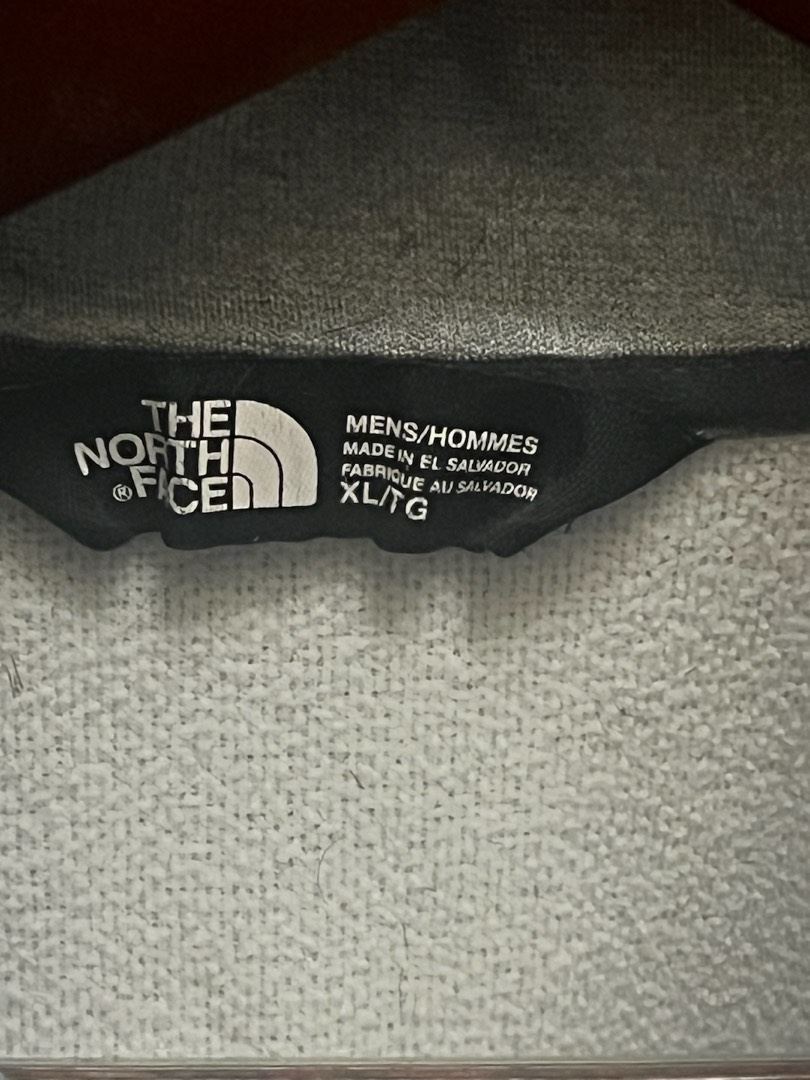 THE
NORTH
® FACE
MENS/HOMMES
MADE IN EL SALVADOR
FABRIQUE AU SALVADOR
XL/TG